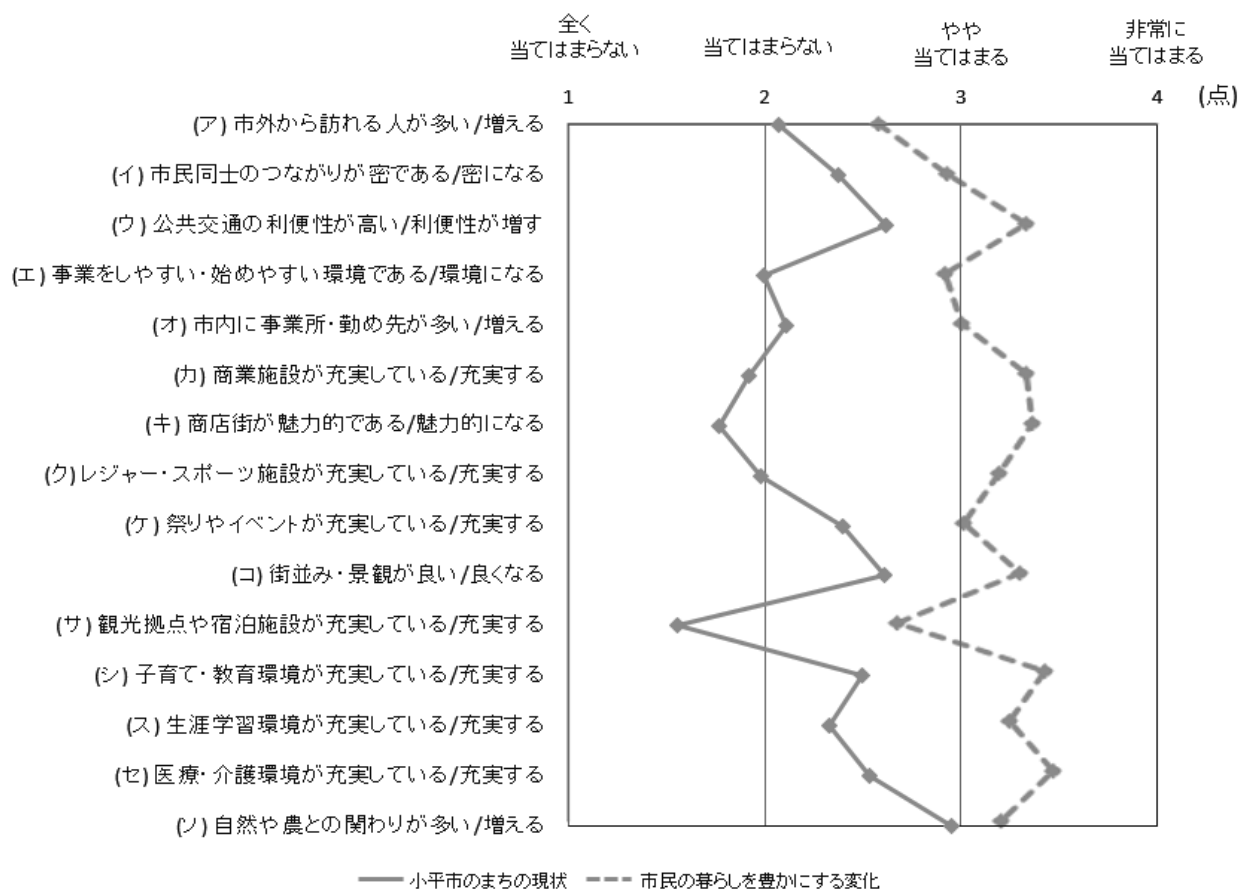 全く
当てはまらない
当てはまらない
やや
当てはまる
非常に
当てはまる
1 2 3 4 (点)
(ア) 市外から訪れる人が多い/増える
(イ) 市民同士のつながりが密である/密になる
(ウ) 公共交通の利便性が高い/利便性が増す
(エ) 事業をしやすい・始めやすい環境である/環境になる
(オ) 市内に事業所・勤め先が多い/増える
(カ) 商業施設が充実している/充実する
(キ) 商店街が魅力的である/魅力的になる
(ク)レジャー・スポーツ施設が充実している/充実する
(ケ) 祭りやイベントが充実している/充実する
(コ) 街並み・景観が良い/良くなる
(サ) 観光拠点や宿泊施設が充実している/充実する
(シ) 子育て・教育環境が充実している/充実する
(ス) 生涯学習環境が充実している/充実する
(セ) 医療・介護環境が充実している/充実する
(ソ) 自然や農との関わりが多い/増える
小平市のまちの現状 市民の暮らしを豊かにする変化